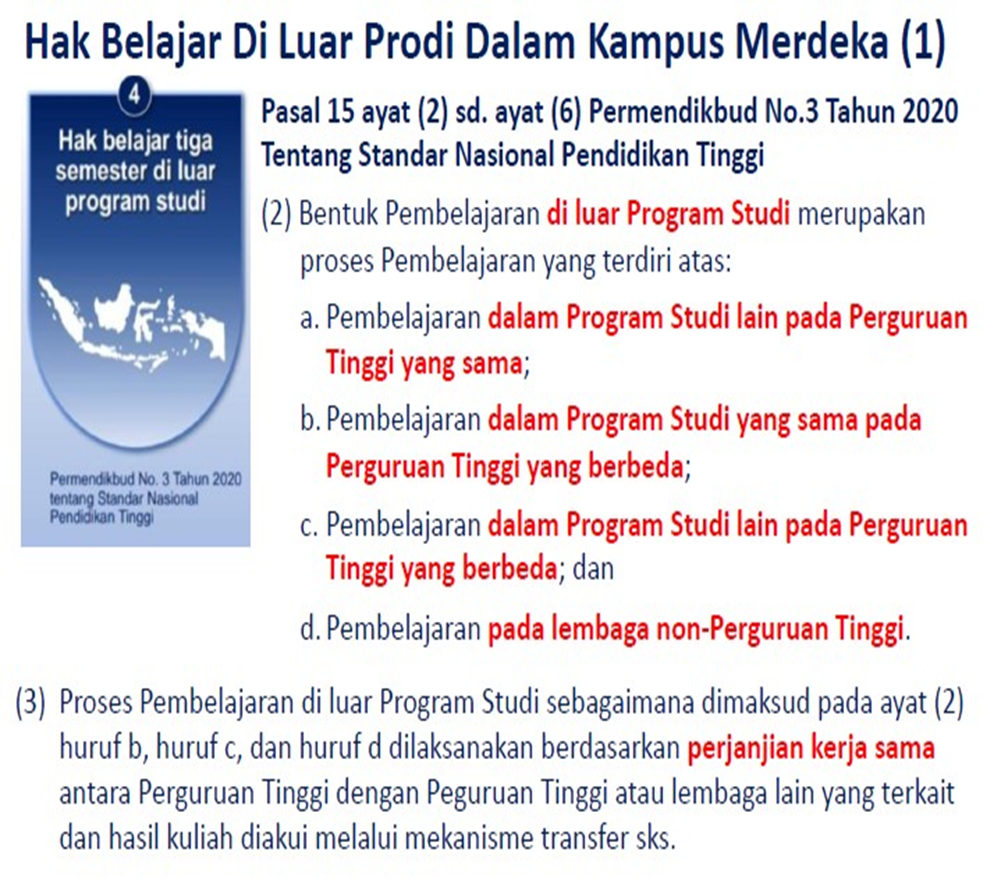 Hak Belajar Di Luar Prodi Dalam Kampus Merdeka (1)
4
Hak belajar tiga
semester di luar
program studi
Permendikbud No. 3 Tahun 2020
tentang Standar Nasional
Pendidikan Tinggi
Pasal 15 ayat (2) sd. ayat (6) Permendikbud No.3 Tahun 2020
Tentang Standar Nasional Pendidikan Tinggi
(2) Bentuk Pembelajaran di luar Program Studi merupakan
proses Pembelajaran yang terdiri atas:
a. Pembelajaran dalam Program Studi lain pada Perguruan
Tinggi yang sama;
b. Pembelajaran dalam Program Studi yang sama pada
Perguruan Tinggi yang berbeda;
c. Pembelajaran dalam Program Studi lain pada Perguruan
Tinggi yang berbeda; dan
d. Pembelajaran pada lembaga non-Perguruan Tinggi.
(3) Proses Pembelajaran di luar Program Studi sebagaimana dimaksud pada ayat (2)
huruf b, huruf c, dan huruf d dilaksanakan berdasarkan perjanjian kerja sama
antara Perguruan Tinggi dengan Peguruan Tinggi atau lembaga lain yang terkait
dan hasil kuliah diakui melalui mekanisme transfer sks.